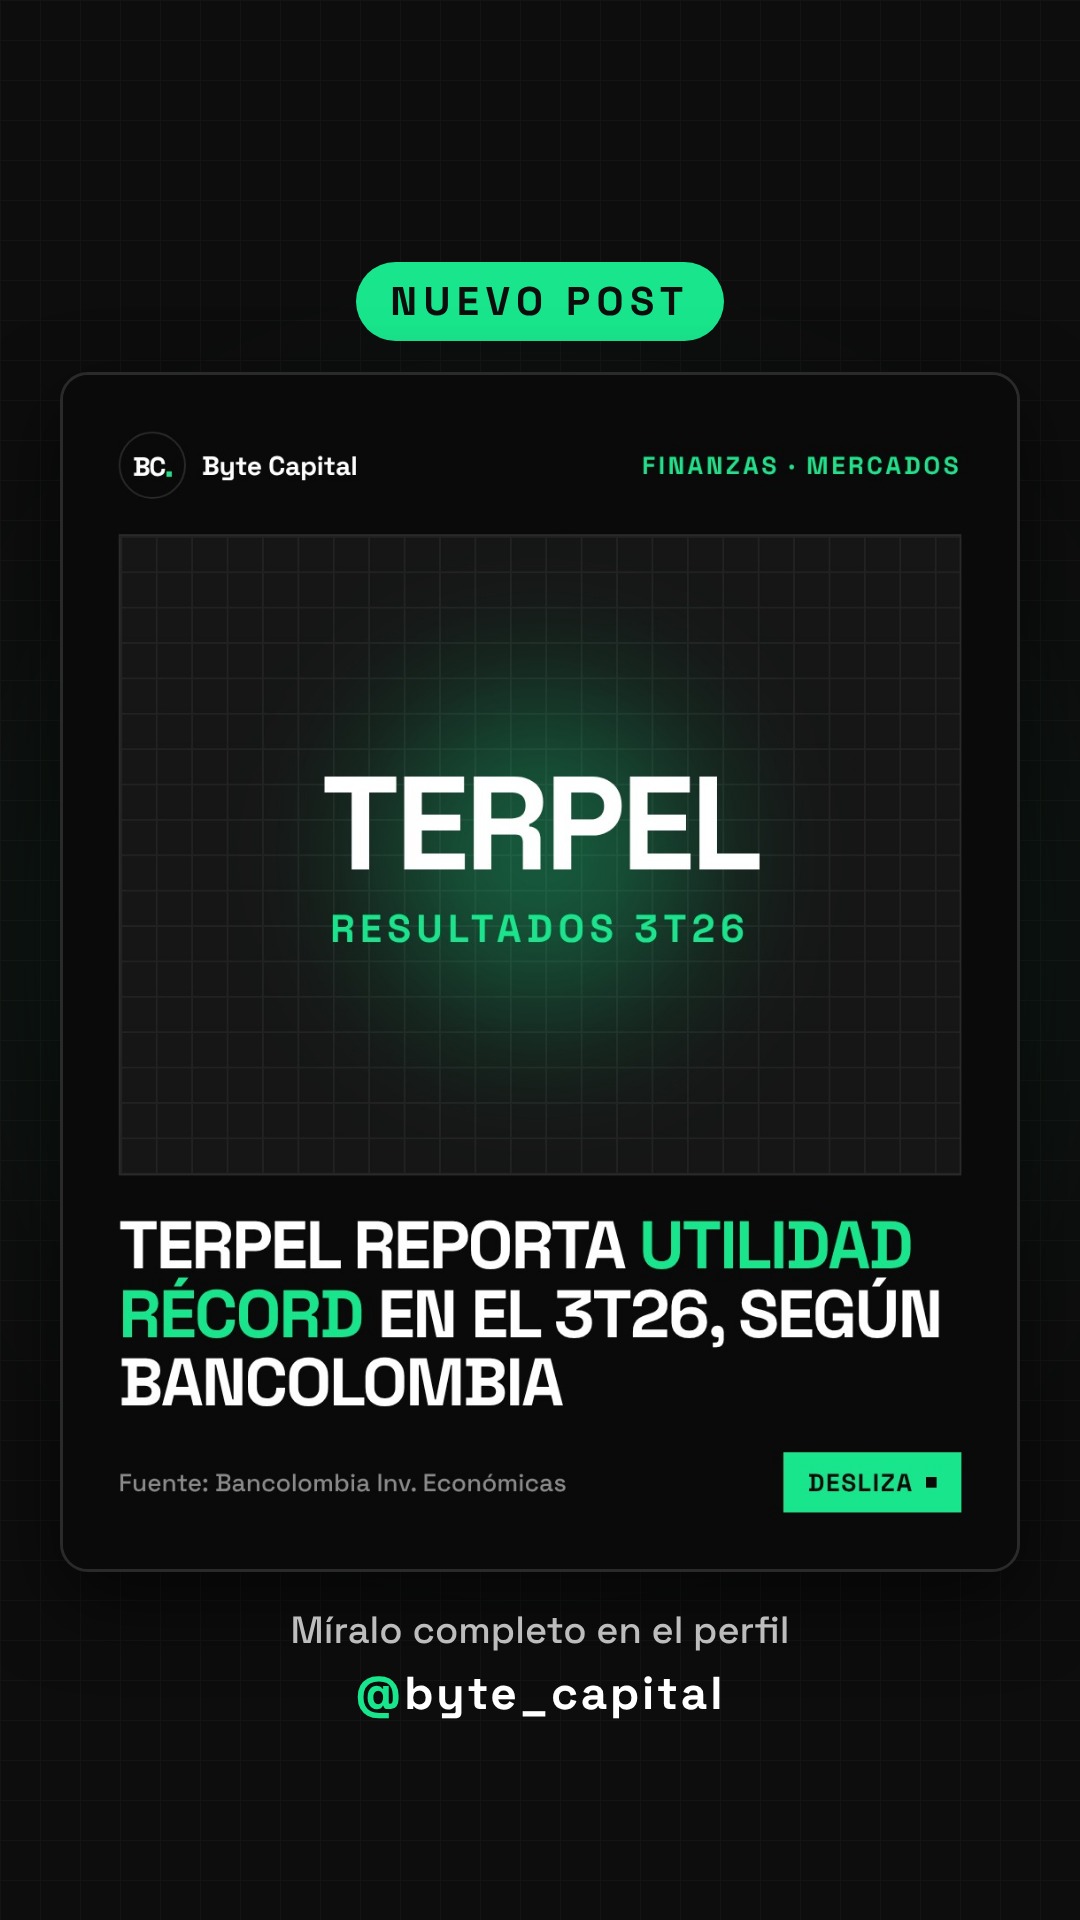 NUEVO POST
BC.
Byte Capital
FINANZAS · MERCADOS
TERPEL
RESULTADOS 3T26
TERPEL REPORTA UTILIDAD
RÉCORD EN EL 3T26, SEGÚN
BANCOLOMBIA
Fuente: Bancolombia Inv. Económicas
DESLIZA ■
Míralo completo en el perfil
@byte_capital